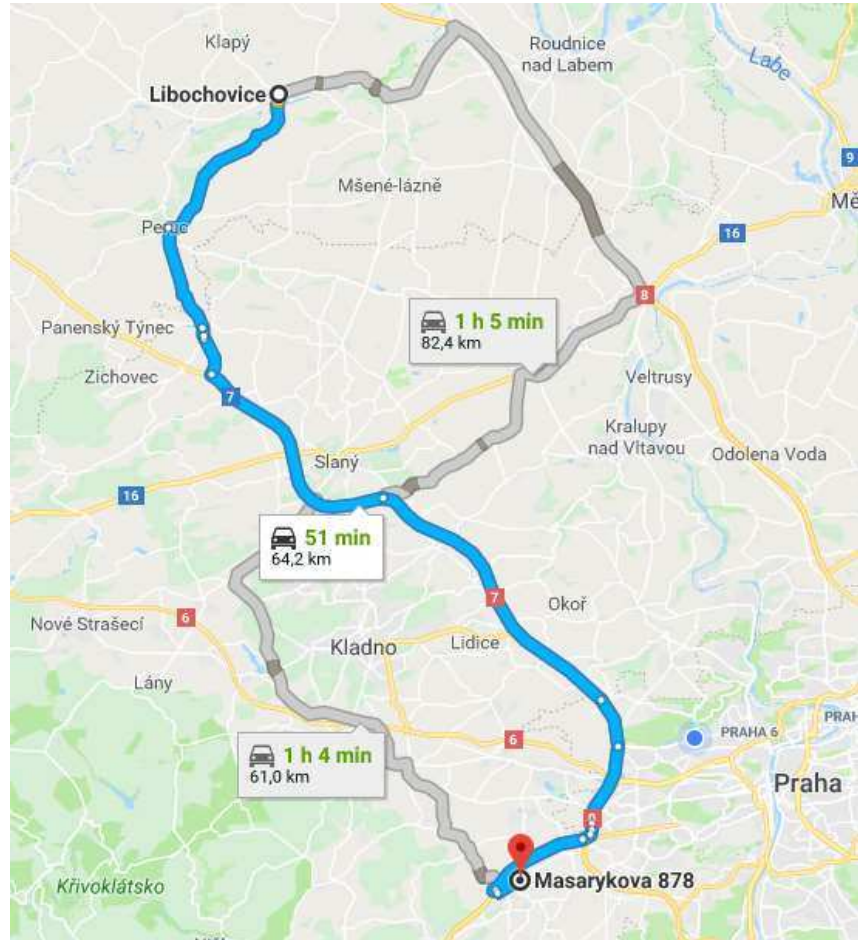 Klapý
Roudnice
nad Labem
Labe
Libochovice
9
Mšené-lázně
Mě
Peruc
16
8
1 h 5 min
82,4 km
Panenský Týnec
Zichovec
7
Veltrusy
Kralupy
nad Vltavou
Slaný
Odolena Voda
16
51 min
64,2 km
7
Okoř
6
Nové Strašecí
Kladno
Lidice
Lány
6
PRAHA 6
PRAH
1 h 4 min
61,0 km
Praha
0
Masarykova 878
Křivoklátsko